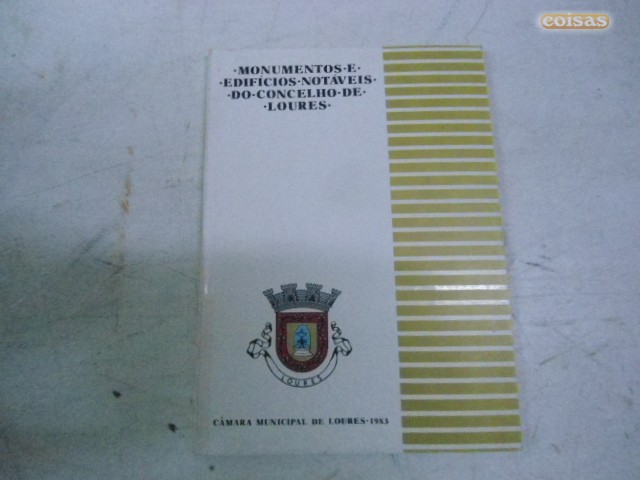 coisas
·MONUMENTOS·E·
·EDIFÍCIOS·NOTÁVEIS·
·DO·CONCELHO·DE·
·LOURES·
LOURES
CÂMARA MUNICIPAL DE LOURES·1983